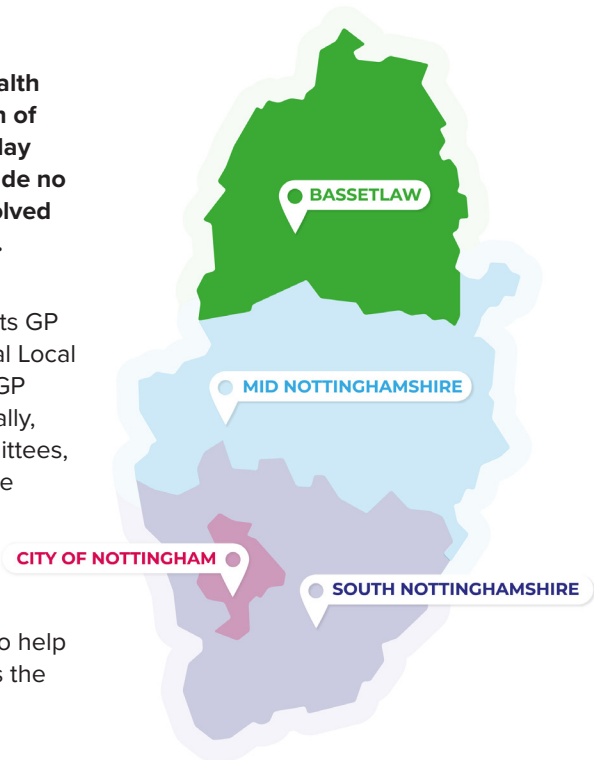 alth
n of
lay
de no
olved
.
ts GP
al Local
GP
ally,
ittees,
e
o help
s the
BASSETLAW
MID NOTTINGHAMSHIRE
CITY OF NOTTINGHAM
SOUTH NOTTINGHAMSHIRE